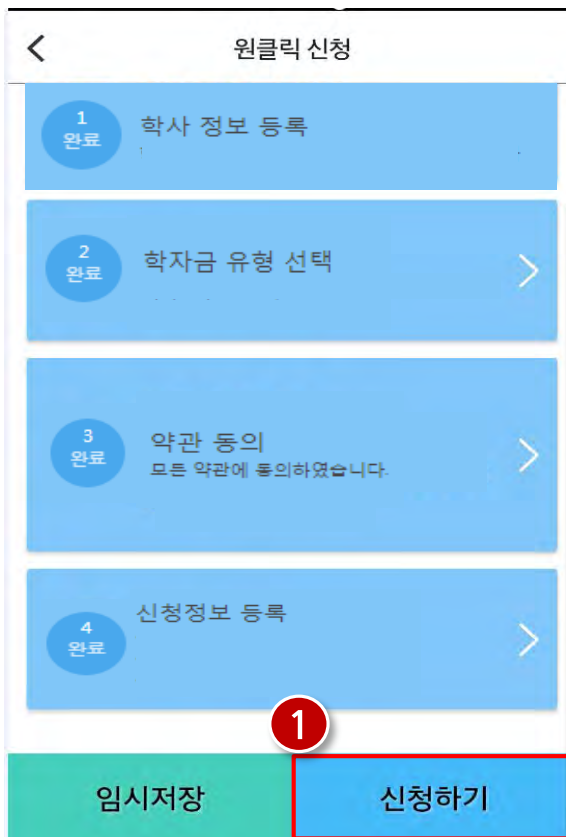 원클릭 신청
1
완료
학사 정보 등록
2
완료
학자금 유형 선택
3
완료
약관 동의
모든 약관에 동의하였습니다.
4
완료
신청정보 등록
1
임시저장
신청하기